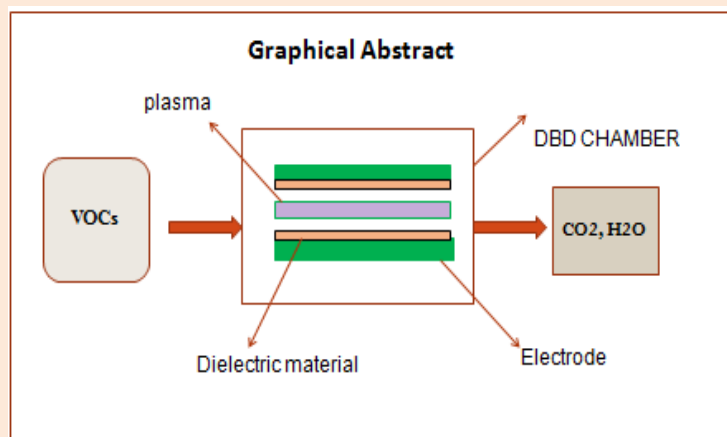 Graphical Abstract
plasma
DBD CHAMBER
VOCs
CO2, H2O
Dielectric material
Electrode